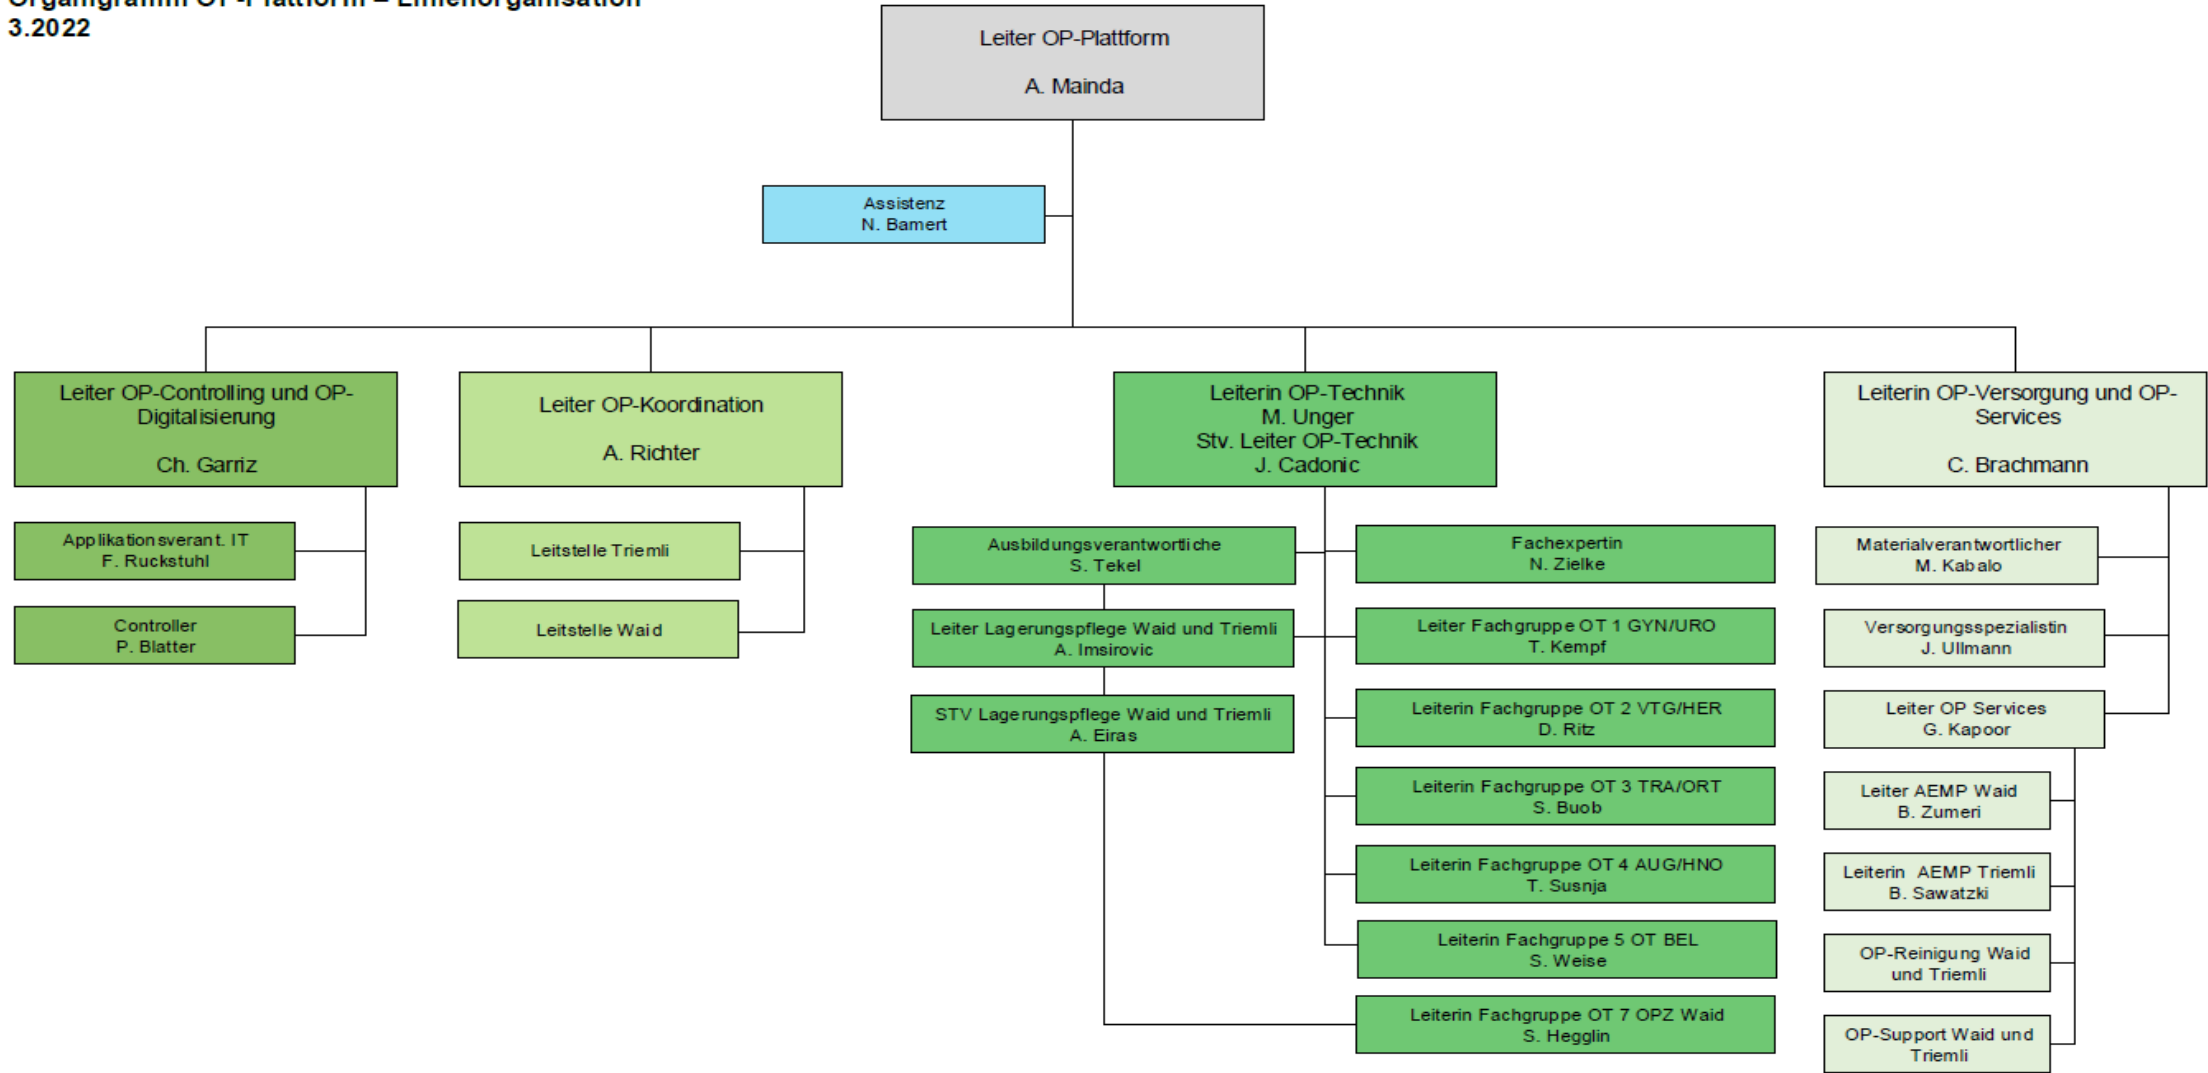 Organigramm OP-Plattform – Linienorganisation
3.2022
Leiter OP-Plattform
A. Mainda
Assistenz
N. Bamert
Leiter OP-Controlling und OP-
Digitalisierung
Ch. Garriz
Leiter OP-Koordination
A. Richter
Leiterin OP-Technik
M. Unger
Stv. Leiter OP-Technik
J. Cadonic
Leiterin OP-Versorgung und OP-
Services
C. Brachmann
Applikationsverant. IT
F. Ruckstuhl
Controller
P. Blatter
Leitstelle Triemli
Leitstelle Waid
Ausbildungsverantwortliche
S. Tekel
Leiter Lagerungspflege Waid und Triemli
A. Imsirovic
STV Lagerungspflege Waid und Triemli
A. Eiras
Fachexpertin
N. Zielke
Leiter Fachgruppe OT 1 GYN/URO
T. Kempf
Leiterin Fachgruppe OT 2 VTG/HER
D. Ritz
Leiterin Fachgruppe OT 3 TRA/ORT
S. Buob
Leiterin Fachgruppe OT 4 AUG/HNO
T. Susnja
Leiterin Fachgruppe 5 OT BEL
S. Weise
Leiterin Fachgruppe OT 7 OPZ Waid
S. Hegglin
Materialverantwortlicher
M. Kabalo
Versorgungsspezialistin
J. Ullmann
Leiter OP Services
G. Kapoor
Leiter AEMP Waid
B. Zumeri
Leiterin AEMP Triemli
B. Sawatzki
OP-Reinigung Waid
und Triemli
OP-Support Waid und
Triemli